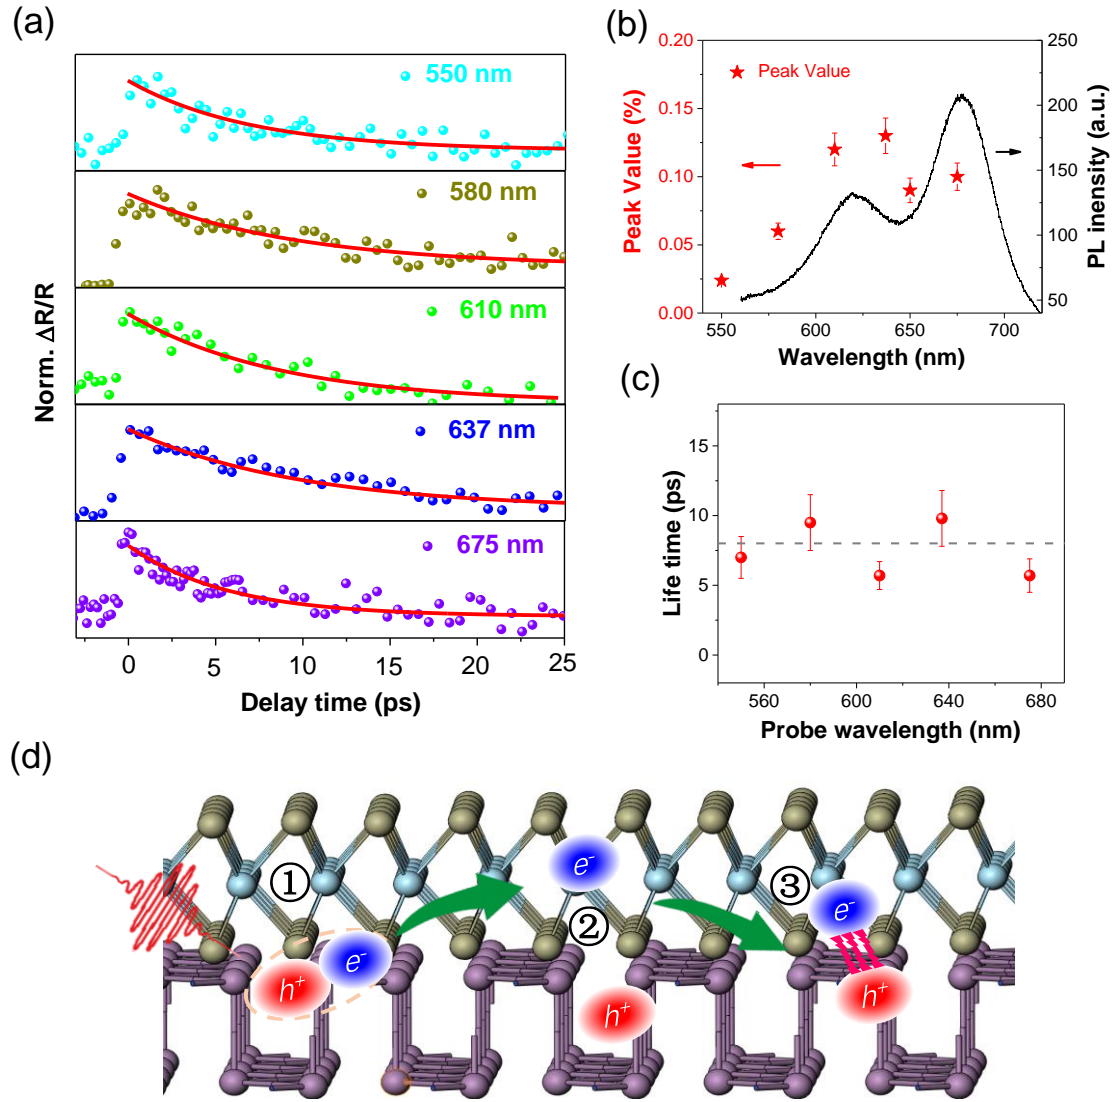 (a)
550 nm
580 nm
610 nm
637 nm
675 nm
Norm. ΔR/R
0 5 10 15 20 25
Delay time (ps)
(b)
Peak Value
0.20
0.15
0.10
0.05
0.00
Peak Value (%)
250
200
150
100
50
PL inensity (a.u.)
550 600 650 700
Wavelength (nm)
(c)
15
10
5
0
Life time (ps)
560 600 640 680
Probe wavelength (nm)
(d)
①
h+ e-
e-
②
h+
③
e-
h+